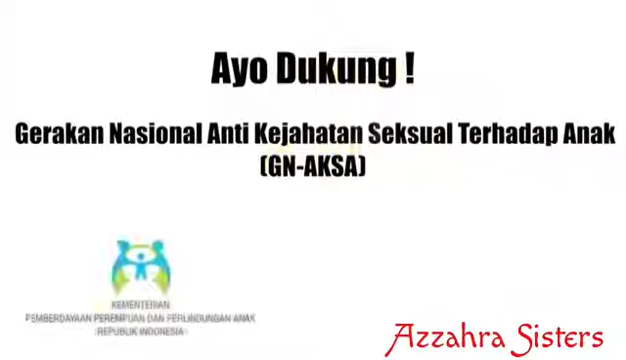 Ayo Dukung !
Gerakan Nasional Anti Kejahatan Seksual Terhadap Anak
(GN-AKSA)
KEMENTERIAN
PEMBERDAYAAN PEREMPUAN DAN PERLINDUNGAN ANAK
REPUBLIK INDONESIA
Azzahra Sisters